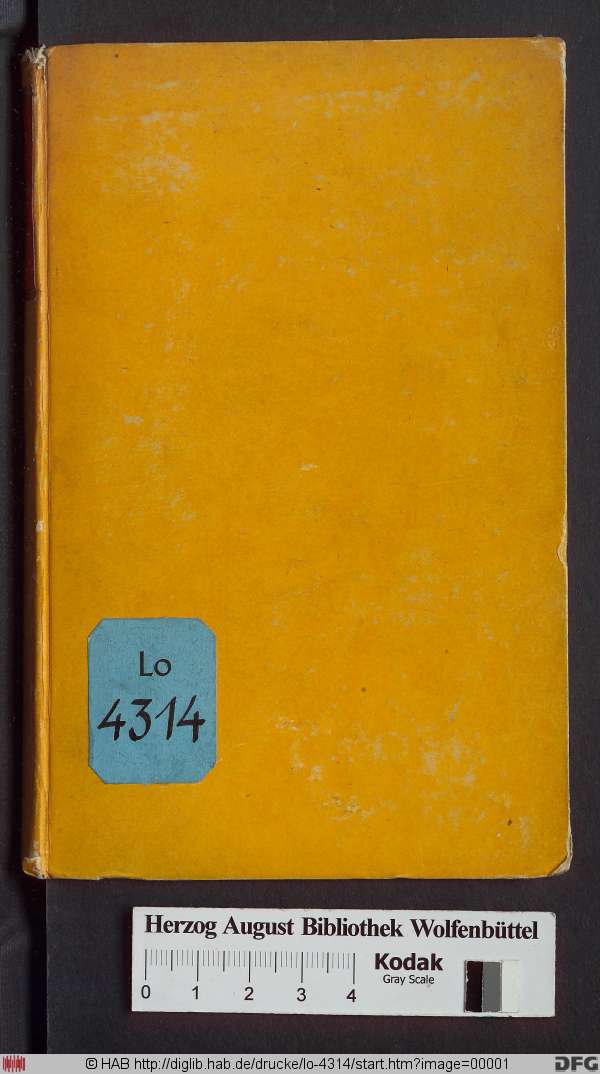 Lo
4314
Herzog August Bibliothek Wolfenbüttel
0 1 2 3 4
Kodak
Gray Scale
© HAB http://diglib.hab.de/drucke/lo-4314/start.htm?image=00001
DFG